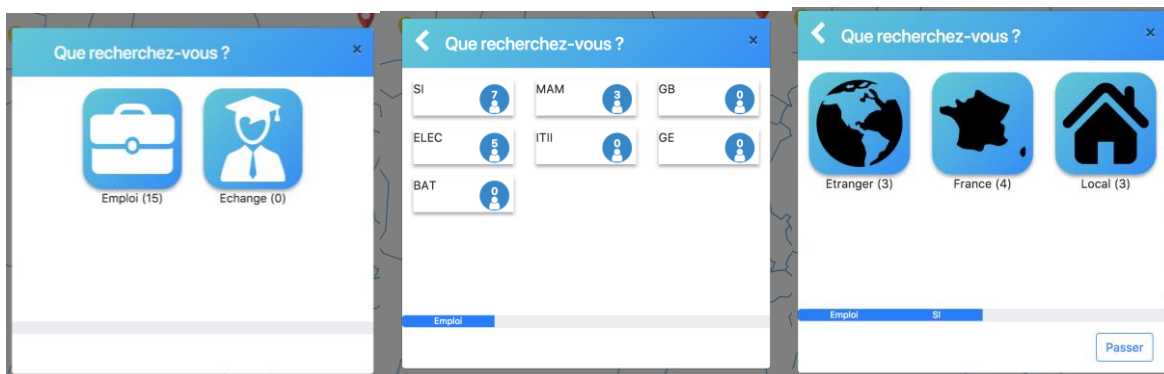 Que recherchez-vous ?
×
Emploi (15)
Echange (0)
Que recherchez-vous ?
×
SI
7
MAM
3
GB
0
ELEC
5
ITII
0
GE
0
BAT
0
Emploi
Que recherchez-vous ?
×
Etranger (3)
France (4)
Local (3)
Emploi
SI
Passer